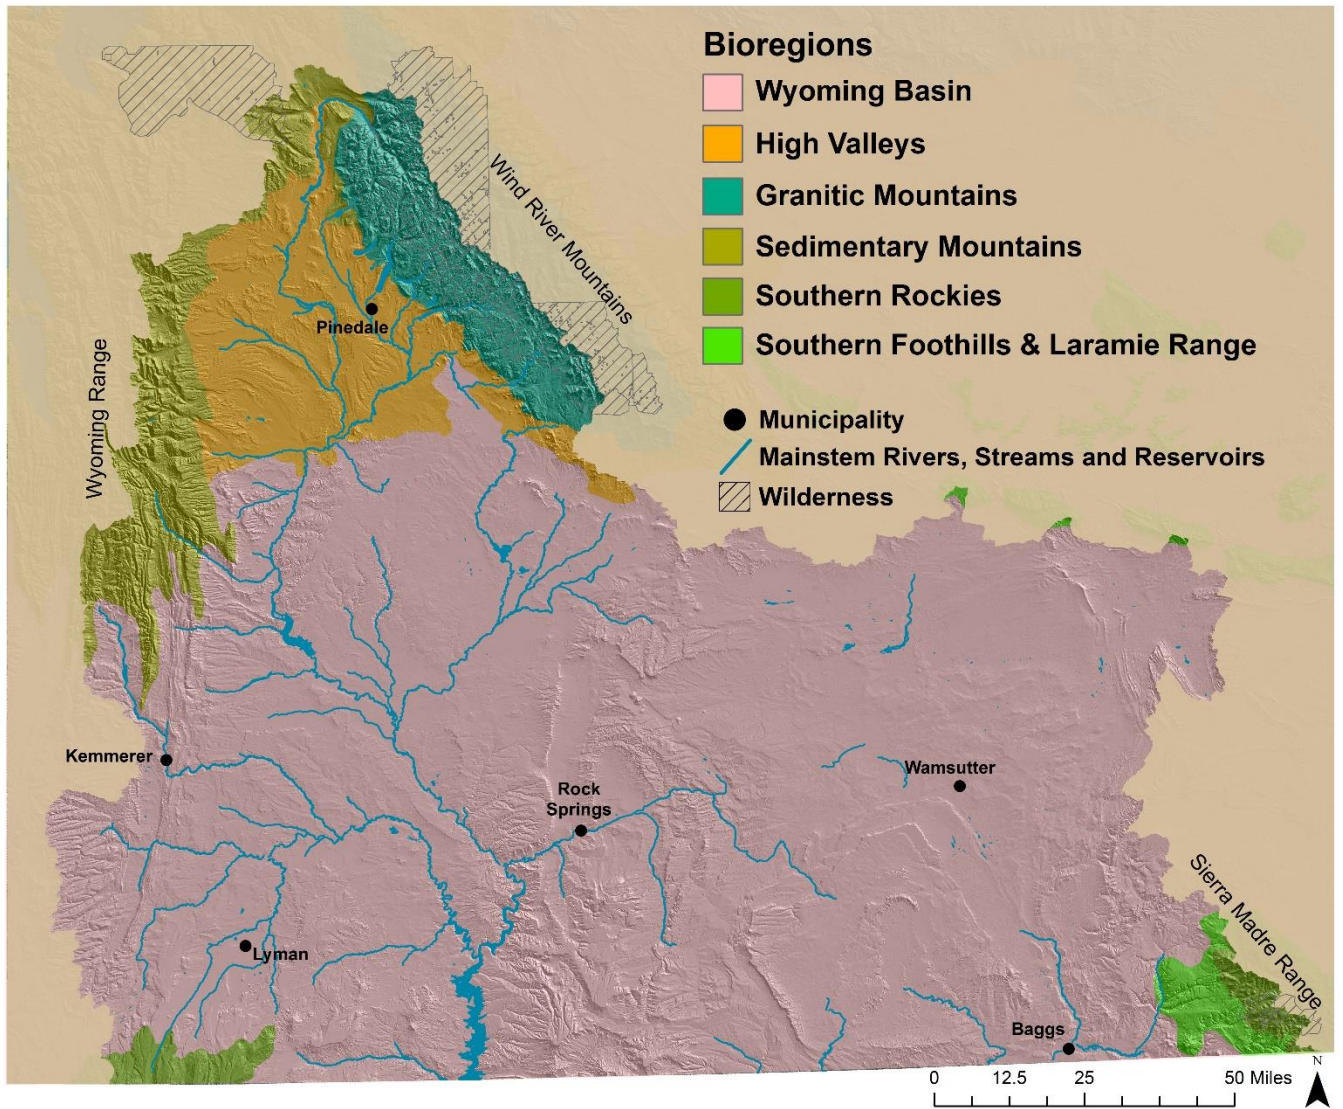 Bioregions
Wyoming Basin
High Valleys
Granitic Mountains
Sedimentary Mountains
Southern Rockies
Southern Foothills & Laramie Range
Municipality
Mainstem Rivers, Streams and Reservoirs
Wilderness
Wind River Mountains
Pinedale
Wyoming Range
Kemmerer
Rock
Springs
Wamsutter
Sierra Madre Range
Lyman
Baggs
0 12.5 25 50 Miles
N